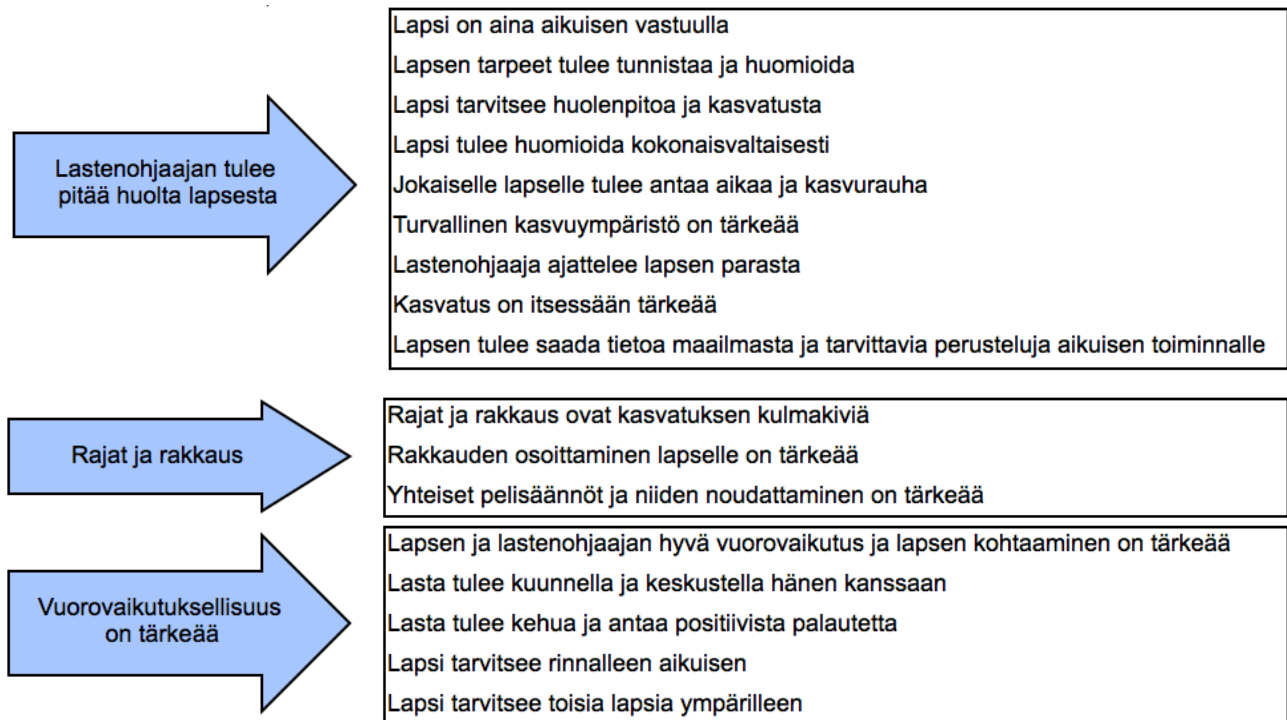 Lastenohjaajan tulee
pitää huolta lapsesta
Lapsi on aina aikuisen vastuulla
Lapsen tarpeet tulee tunnistaa ja huomioida
Lapsi tarvitsee huolenpitoa ja kasvatusta
Lapsi tulee huomioida kokonaisvaltaisesti
Jokaiselle lapselle tulee antaa aikaa ja kasvurauha
Turvallinen kasvuympäristö on tärkeää
Lastenohjaaja ajattelee lapsen parasta
Kasvatus on itsessään tärkeää
Lapsen tulee saada tietoa maailmasta ja tarvittavia perusteluja aikuisen toiminnalle
Rajat ja rakkaus
Rajat ja rakkaus ovat kasvatuksen kulmakiviä
Rakkauden osoittaminen lapselle on tärkeää
Yhteiset pelisäännöt ja niiden noudattaminen on tärkeää
Vuorovaikutuksellisuus
on tärkeää
Lapsen ja lastenohjaajan hyvä vuorovaikutus ja lapsen kohtaaminen on tärkeää
Lasta tulee kuunnella ja keskustella hänen kanssaan
Lasta tulee kehua ja antaa positiivista palautetta
Lapsi tarvitsee rinnalleen aikuisen
Lapsi tarvitsee toisia lapsia ympärilleen